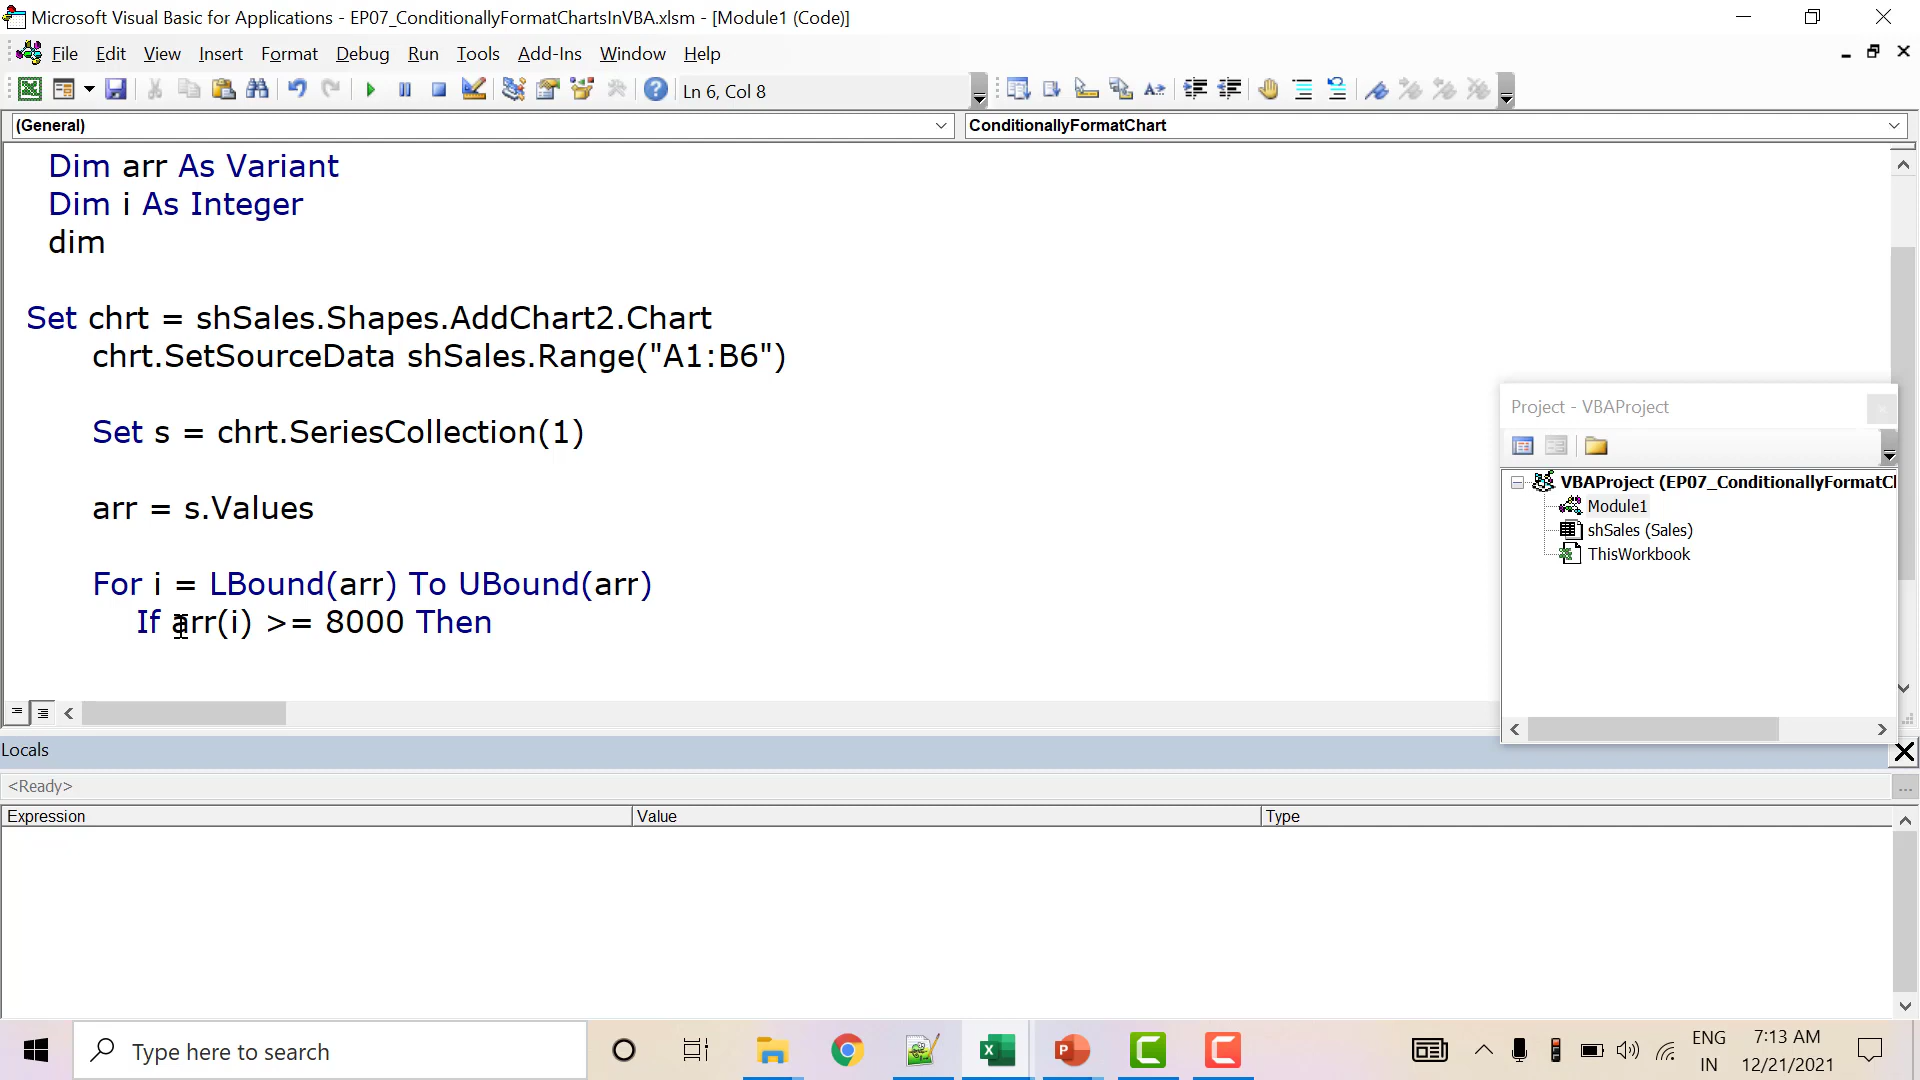 Microsoft Visual Basic for Applications - EP07_ConditionallyFormatChartsInVBA.xlsm - [Module1 (Code)]
File Edit View Insert Format Debug Run Tools Add-Ins Window Help
Ln 6, Col 8
(General)
ConditionallyFormatChart
Dim arr As Variant
Dim i As Integer
dim
Set chrt = shSales.Shapes.AddChart2.Chart
chrt.SetSourceData shSales.Range("A1:B6")
Set s = chrt.SeriesCollection(1)
arr = s.Values
For i = LBound(arr) To UBound(arr)
If arr(i) >= 8000 Then
Project - VBAProject
VBAProject (EP07_ConditionallyFormatCl
Module1
shSales (Sales)
ThisWorkbook
Locals
<Ready>
Expression Value Type
Type here to search
ENG
IN
7:13 AM
12/21/2021